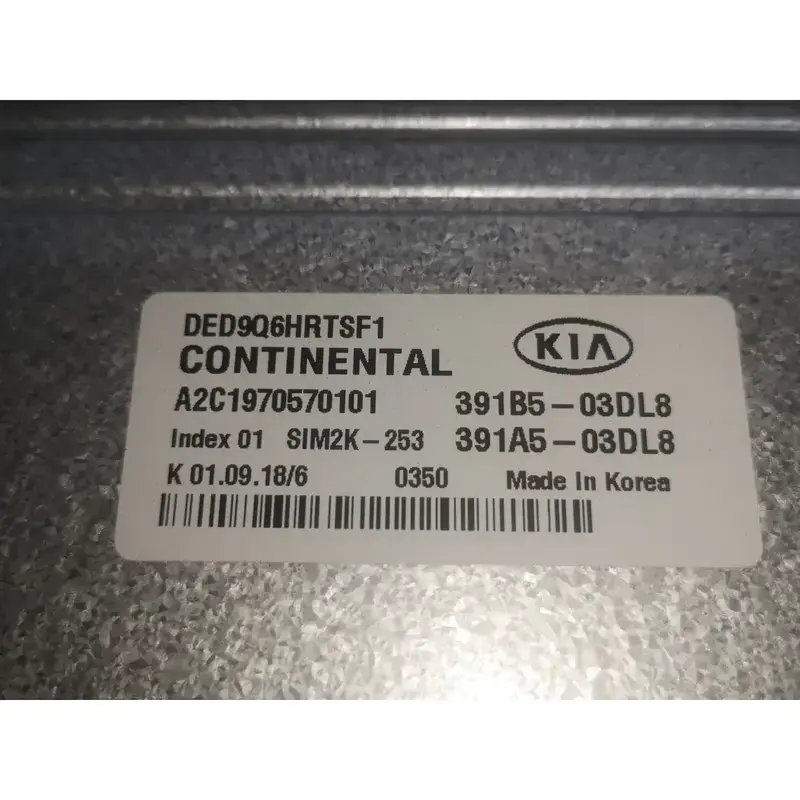 DED9Q6HRTSF1
KIA
CONTINENTAL
A2C1970570101 391B5-03DL8
Index 01 SIM2K-253 391A5-03DL8
K 01.09.18/6 0350 Made In Korea